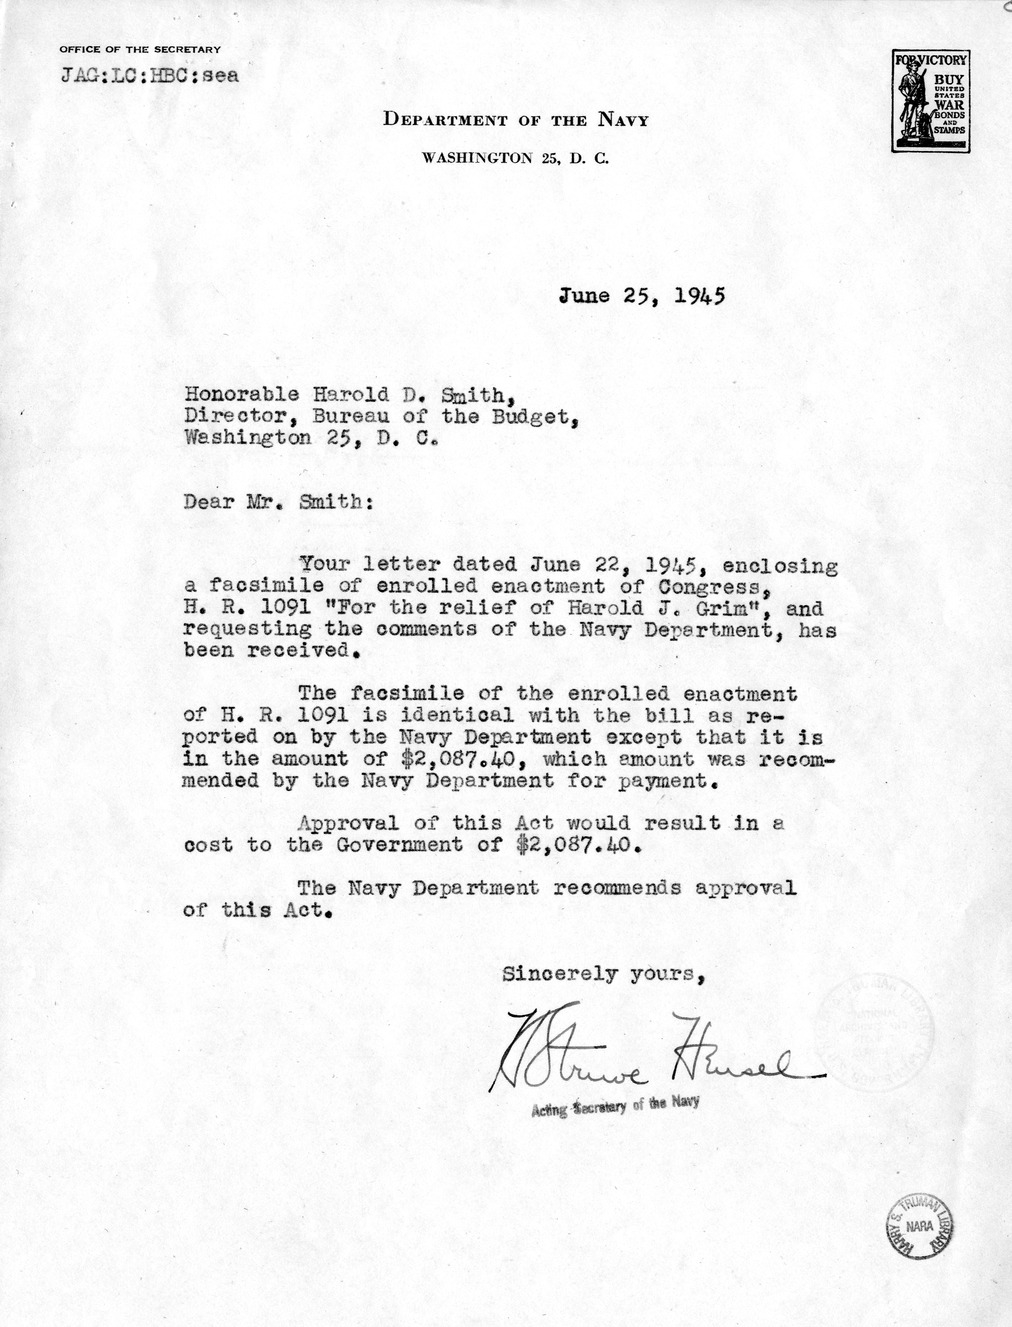 OFFICE OF THE SECRETARY
JAG:LC:HBC:sea
FOR VICTORY
BUY
UNITED
STATES
WAR
BONDS
AND
STAMPS
DEPARTMENT OF THE NAVY
WASHINGTON 25, D. C.
June 25, 1945
Honorable Harold D. Smith,
Director, Bureau of the Budget,
Washington 25, D. C.
Dear Mr. Smith:
Your letter dated June 22, 1945, enclosing
a facsimile of enrolled enactment of Congress,
H. R. 1091 "For the relief of Harold J. Grim", and
requesting the comments of the Navy Department, has
been received.
The facsimile of the enrolled enactment
of H. R. 1091 is identical with the bill as re-
ported on by the Navy Department except that it is
in the amount of $2,087.40, which amount was recom-
mended by the Navy Department for payment.
Approval of this Act would result in a
cost to the Government of $2,087.40.
The Navy Department recommends approval
of this Act.
Sincerely yours,
H Struve Hensel
Acting Secretary of the Navy
HARRY S. TRUMAN LIBRARY
NARA